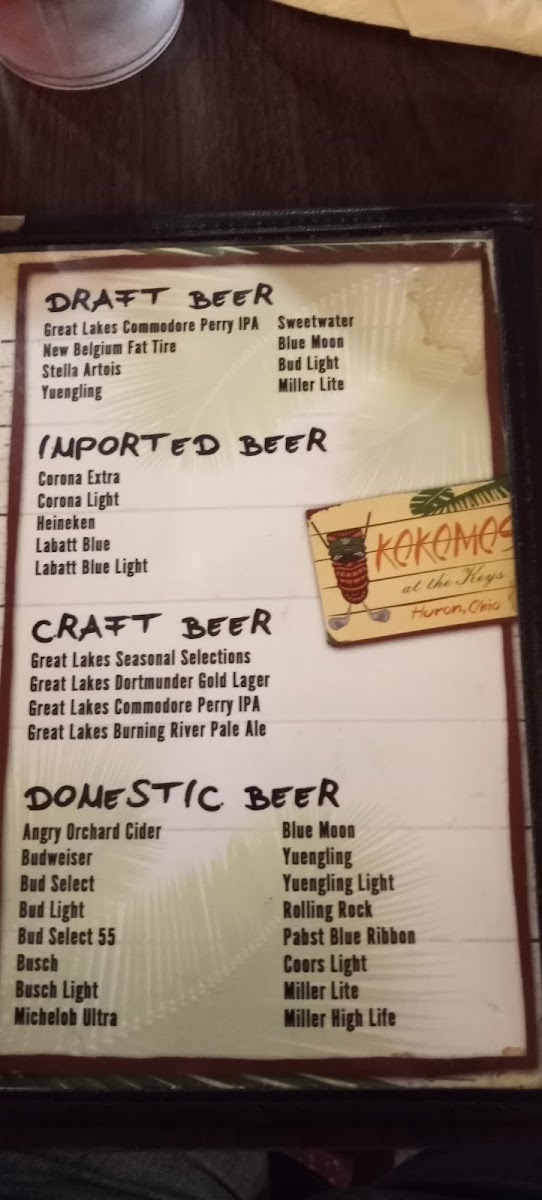 DRAFT BEER
Great Lakes Commodore Perry IPA
New Belgium Fat Tire
Stella Artois
Yuengling
Sweetwater
Blue Moon
Bud Light
Miller Lite
IMPORTED BEER
Corona Extra
Corona Light
Heineken
Labatt Blue
Labatt Blue Light
KOKOMOS
at the Keys
Huron, Ohio
CRAFT BEER
Great Lakes Seasonal Selections
Great Lakes Dortmunder Gold Lager
Great Lakes Commodore Perry IPA
Great Lakes Burning River Pale Ale
DOMESTIC BEER
Angry Orchard Cider
Budweiser
Bud Select
Bud Light
Bud Select 55
Busch
Busch Light
Michelob Ultra
Blue Moon
Yuengling
Yuengling Light
Rolling Rock
Pabst Blue Ribbon
Coors Light
Miller Lite
Miller High Life